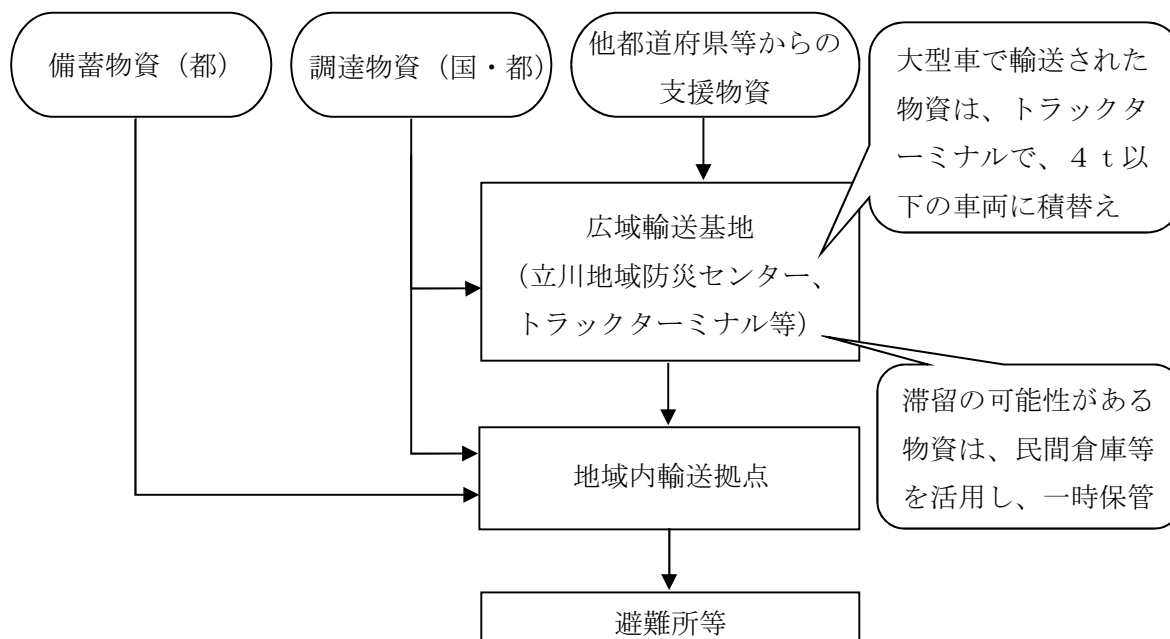 備蓄物資（都）
調達物資（国・都）
他都道府県等からの
支援物資
大型車で輸送された
物資は、トラックタ
ーミナルで、４ｔ以
下の車両に積替え
広域輸送基地
（立川地域防災センター、
トラックターミナル等）
滞留の可能性がある
物資は、民間倉庫等
を活用し、一時保管
地域内輸送拠点
避難所等